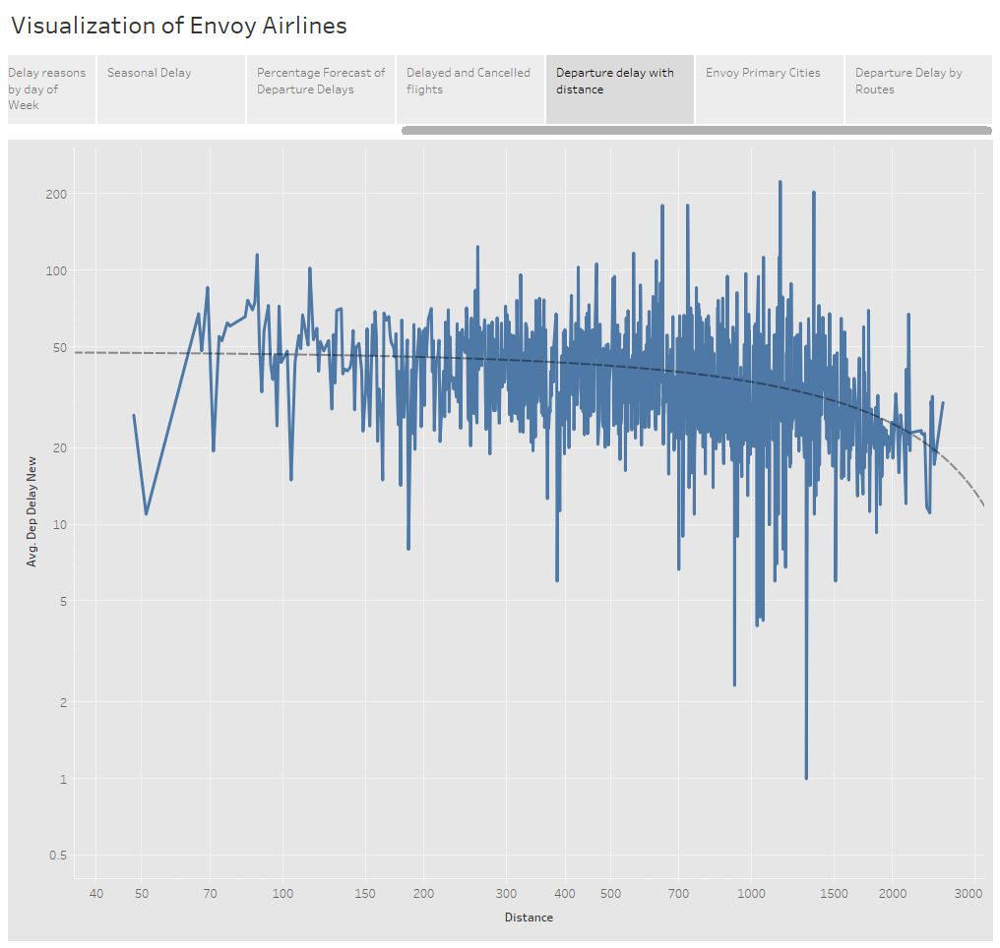 Visualization of Envoy Airlines
Delay reasons
by day of
Week
Seasonal Delay
Percentage Forecast of
Departure Delays
Delayed and Cancelled
flights
Departure delay with
distance
Envoy Primary Cities
Departure Delay by
Routes
200
100
50
20
10
5
2
1
0.5
Avg. Dep Delay New
40 50 70 100 150 200 300 400 500 700 1000 1500 2000 3000
Distance